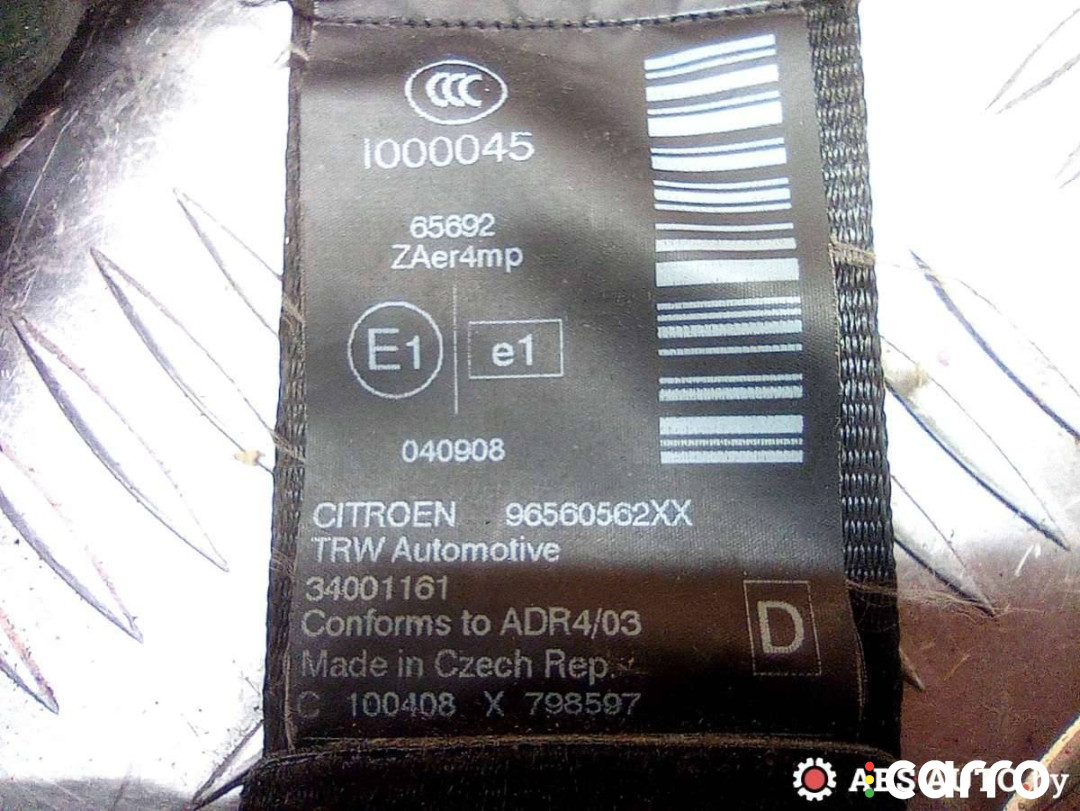 CCC
I000045
65692
ZAer4mp
E1 e1
040908
CITROEN 96560562XX
TRW Automotive
34001161
Conforms to ADR4/03
Made in Czech Rep.
D
C 100408 X 798597
carro